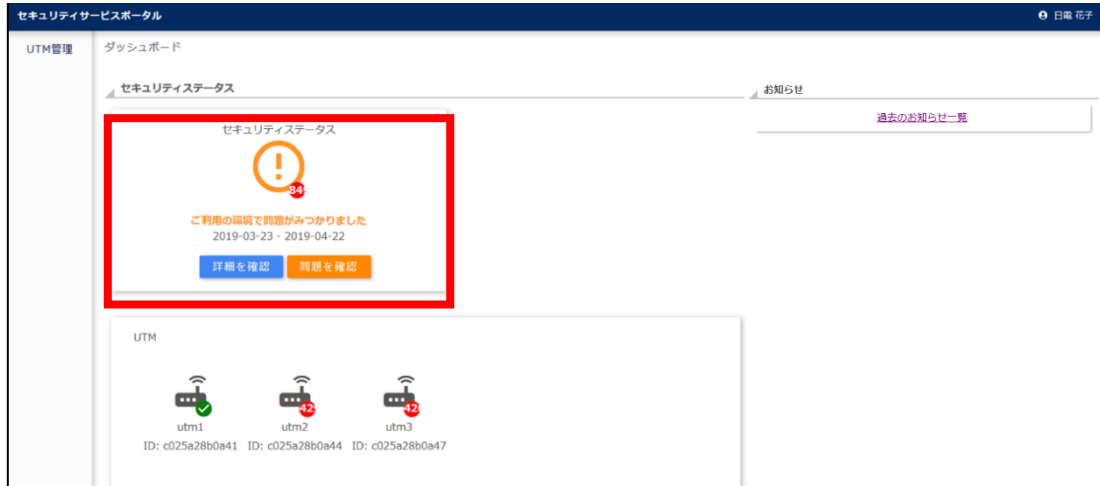 セキュリティサービスポータル
日電 花子
UTM管理
ダッシュボード
セキュリティステータス
お知らせ
過去のお知らせ一覧
セキュリティステータス
84
ご利用の環境で問題がみつかりました
2019-03-23 - 2019-04-22
詳細を確認 問題を確認
UTM
42 42
utm1 utm2 utm3
ID: c025a28b0a41 ID: c025a28b0a44 ID: c025a28b0a47